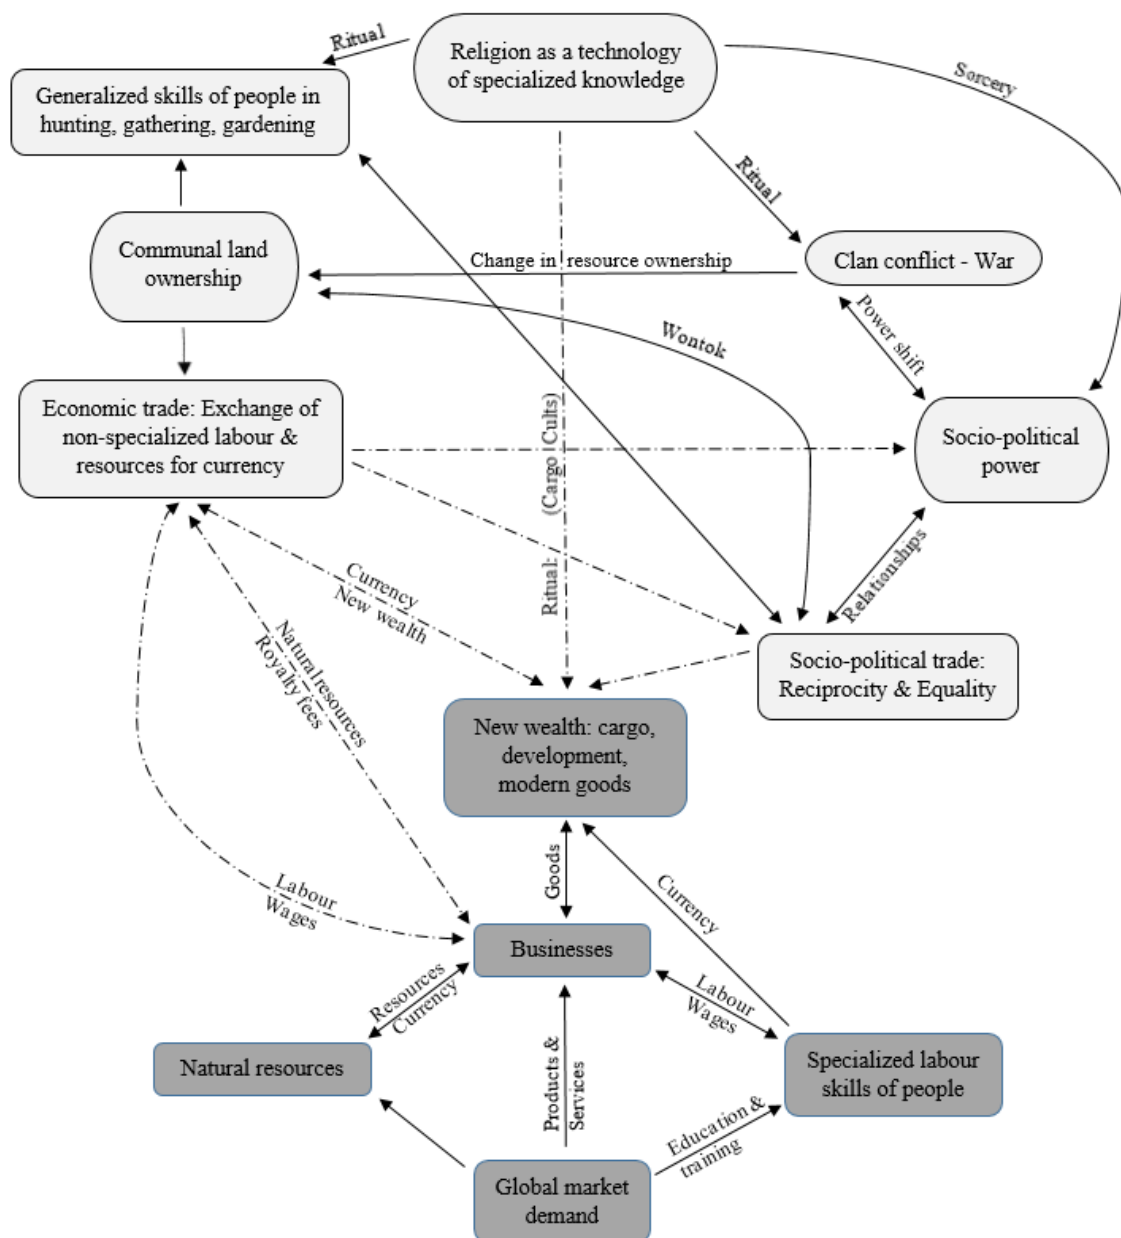 Ritual
Religion as a technology
of specialized knowledge
Sorcery
Generalized skills of people in
hunting, gathering, gardening
Ritual
Communal land
ownership
Change in resource ownership
Clan conflict - War
Wontok
Power shift
Economic trade: Exchange of
non-specialized labour &
resources for currency
Ritual: (Cargo Cults)
Socio-political
power
Currency
New wealth
Relationships
Natural resources
Royalty fees
Socio-political trade:
Reciprocity & Equality
New wealth: cargo,
development,
modern goods
Labour
Wages
Goods
Currency
Businesses
Resources
Currency
Labour
Wages
Natural resources
Products &
Services
Specialized labour
skills of people
Education &
training
Global market
demand